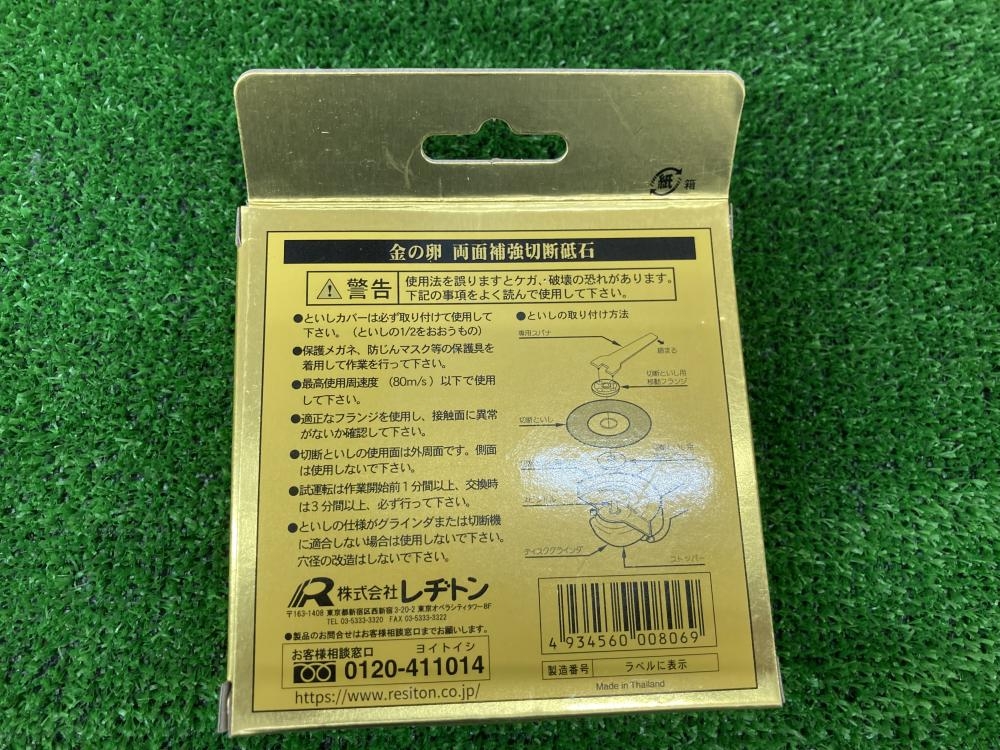 紙 箱
金の卵 両面補強切断砥石
警告
使用法を誤りますとケガ、破壊の恐れがあります。
下記の事項をよく読んで使用して下さい。
●といしカバーは必ず取り付けて使用して
下さい。（といしの1/2をおおうもの）
●保護メガネ、防じんマスク等の保護具を
着用して作業を行って下さい。
●最高使用周速度（80m/s）以下で使用
して下さい。
●適正なフランジを使用し、接触面に異常
がないか確認して下さい。
●切断といしの使用面は外周面です。側面
は使用しないで下さい。
●試運転は作業開始前1分間以上、交換時
は3分間以上、必ず行って下さい。
●といしの仕様がグラインダまたは切断機
に適合しない場合は使用しないで下さい。
穴径の改造はしないで下さい。
●といしの取り付け方法
専用スパナ
締まる
切断といし用
移動フランジ
切断といし
ディスクグラインダ
ストッパー
株式会社レヂトン
〒163-1408 東京都新宿区西新宿3-20-2 東京オペラシティタワー8F
TEL 03-5333-3320 FAX 03-5333-3322
●製品のお問合せはお客様相談窓口までお願いします。
お客様相談窓口 ヨイトイシ
0120-411014
https://www.resiton.co.jp/
4 934560 008069
製造番号 ラベルに表示
Made in Thailand